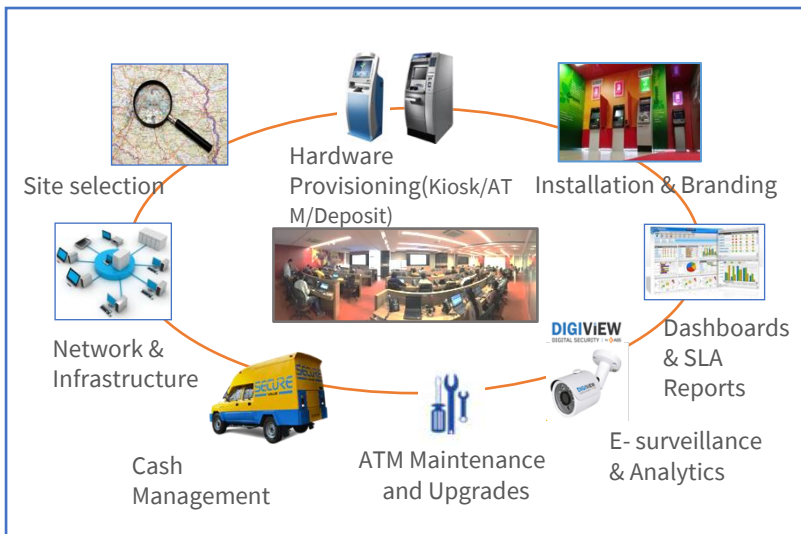 Site selection
Hardware
Provisioning(Kiosk/AT
M/Deposit)
Installation & Branding
Network &
Infrastructure
DIGIVIEW
DIGITAL SECURITY
Dashboards
& SLA
Reports
SECURE
DIGIVIEW
E- surveillance
& Analytics
Cash
Management
ATM Maintenance
and Upgrades